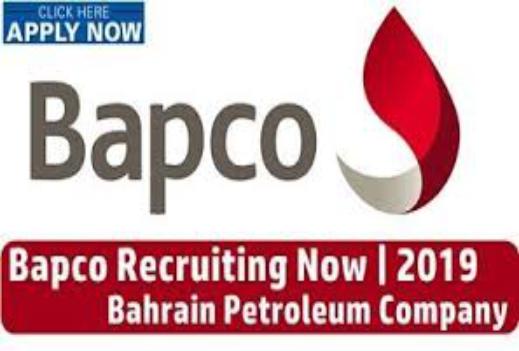 CLICK HERE
APPLY NOW
Bapco
Bapco Recruiting Now | 2019
Bahrain Petroleum Company